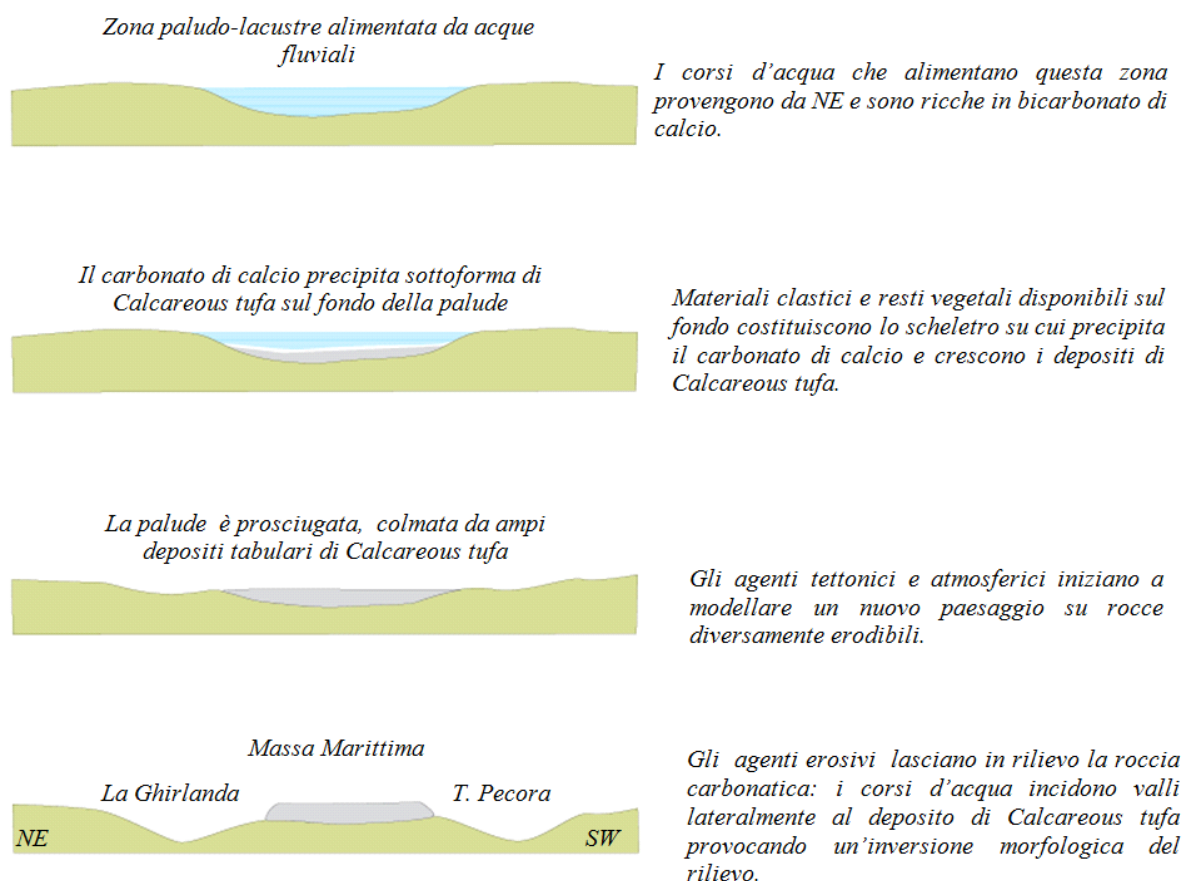 Zona paludo-lacustre alimentata da acque
fluviali
I corsi d'acqua che alimentano questa zona
provengono da NE e sono ricche in bicarbonato di
calcio.
Il carbonato di calcio precipita sottoforma di
Calcareous tufa sul fondo della palude
Materiali clastici e resti vegetali disponibili sul
fondo costituiscono lo scheletro su cui precipita
il carbonato di calcio e crescono i depositi di
Calcareous tufa.
La palude è prosciugata, colmata da ampi
depositi tabulari di Calcareous tufa
Gli agenti tettonici e atmosferici iniziano a
modellare un nuovo paesaggio su rocce
diversamente erodibili.
Massa Marittima
La Ghirlanda
T. Pecora
NE
SW
Gli agenti erosivi lasciano in rilievo la roccia
carbonatica: i corsi d'acqua incidono valli
lateralmente al deposito di Calcareous tufa
provocando un'inversione morfologica del
rilievo.